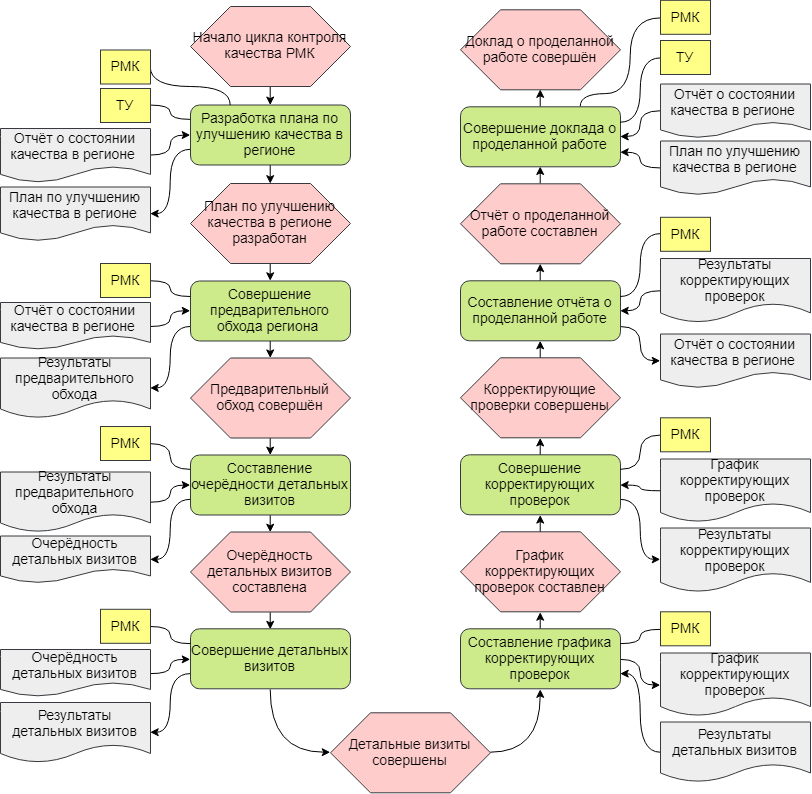 Начало цикла контроля
качества РМК
РМК
ТУ
Разработка плана по
улучшению качества в
регионе
Отчёт о состоянии
качества в регионе
План по улучшению
качества в регионе
План по улучшению
качества в регионе
разработан
РМК
Совершение
предварительного
обхода региона
Отчёт о состоянии
качества в регионе
Результаты
предварительного
обхода
Предварительный
обход совершён
РМК
Составление
очерёдности детальных
визитов
Результаты
предварительного
обхода
Очерёдность
детальных визитов
Очерёдность
детальных визитов
составлена
РМК
Совершение детальных
визитов
Очерёдность
детальных визитов
Результаты
детальных визитов
Детальные визиты
совершены
РМК
Составление графика
корректирующих
проверок
График
корректирующих
проверок
Результаты
детальных визитов
График
корректирующих
проверок составлен
РМК
Совершение
корректирующих
проверок
График
корректирующих
проверок
Результаты
корректирующих
проверок
Корректирующие
проверки совершены
РМК
Составление отчёта о
проделанной работе
Результаты
корректирующих
проверок
Отчёт о состоянии
качества в регионе
Отчёт о проделанной
работе составлен
РМК
ТУ
Совершение доклада о
проделанной работе
Отчёт о состоянии
качества в регионе
План по улучшению
качества в регионе
Доклад о проделанной
работе совершён